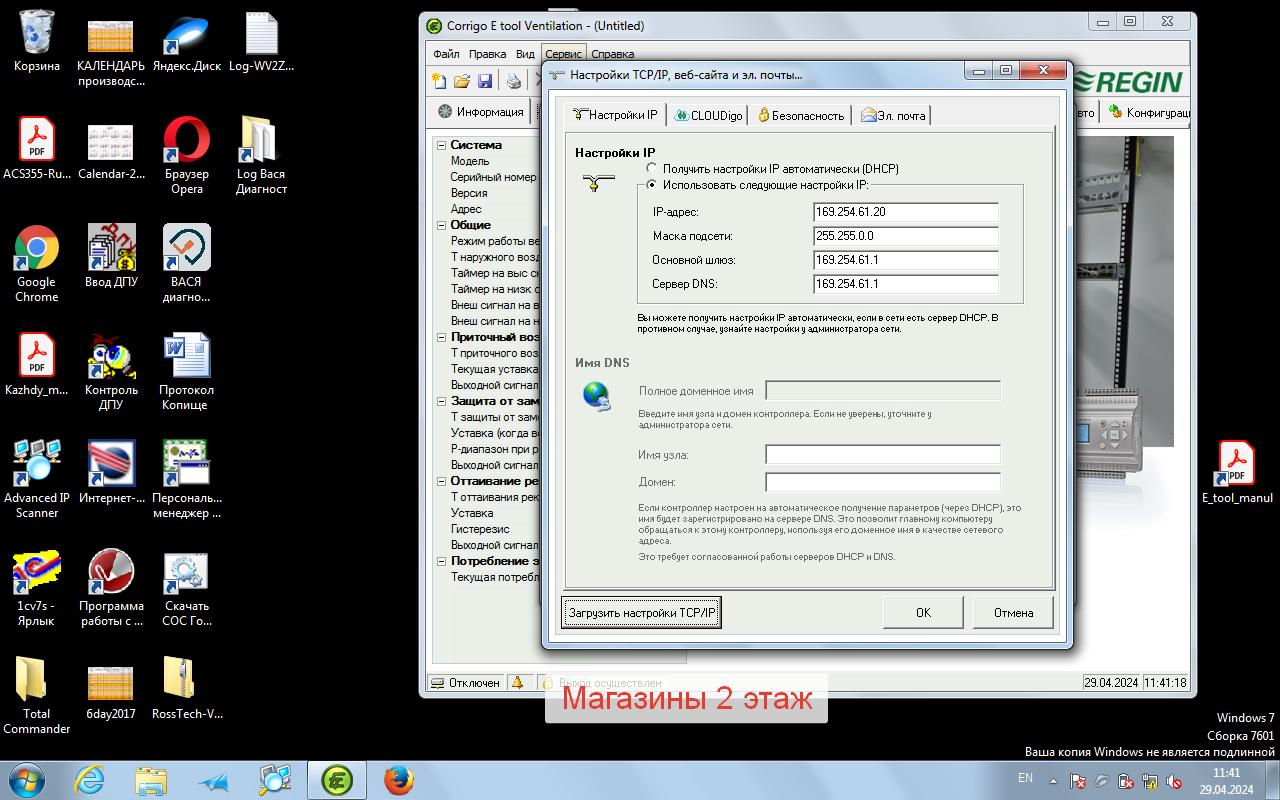 Корзина
КАЛЕНДАРЬ
производс...
Яндекс.Диск
Log-WV2Z...
ACS355-Ru...
Calendar-2...
Браузер
Opera
Log Вася
Диагност
Google
Chrome
Ввод ДПУ
ВАСЯ
диагно...
Kazhdy_m...
Контроль
ДПУ
Протокол
Копище
Advanced IP
Scanner
Интернет-...
Персональ...
менеджер ...
1cv7s -
Ярлык
Программа
работы с ...
Скачать
СОС Го...
Total
Commander
6day2017
RossTech-V...
E_tool_manul
Corrigo E tool Ventilation - (Untitled)
Файл Правка Вид Сервис Справка
REGIN
Информация
вто
Конфигурац
Система
Модель
Серийный номер
Версия
Адрес
Общие
Режим работы ве
Т наружного возд
Таймер на выс ск
Таймер на низк с
Внеш сигнал на в
Внеш сигнал на н
Приточный воз
Т приточного воз
Текущая уставка
Выходной сигнал
Защита от зам
Т защиты от замо
Уставка (когда ве
Р-диапазон при р
Выходной сигнал
Оттаивание ре
Т оттаивания рек
Уставка
Гистерезис
Выходной сигнал
Потребление э
Текущая потребл
Настройки TCP/IP, веб-сайта и эл. почты...
Настройки IP
CLOUDigo
Безопасность
Эл. почта
Настройки IP
Получить настройки IP автоматически (DHCP)
Использовать следующие настройки IP:
IP-адрес: 169.254.61.20
Маска подсети: 255.255.0.0
Основной шлюз: 169.254.61.1
Сервер DNS: 169.254.61.1
Вы можете получить настройки IP автоматически, если в сети есть сервер DHCP. В
противном случае, узнайте настройки у администратора сети.
Имя DNS
Полное доменное имя
Введите имя узла и домен контроллера. Если не уверены, уточните у
администратора сети.
Имя узла:
Домен:
Если контроллер настроен на автоматическое получение параметров (через DHCP), это
имя будет зарегистрировано на сервере DNS. Это позволит главному компьютеру
обращаться к этому контроллеру, используя его доменное имя в качестве сетевого
адреса.
Это требует согласованной работы серверов DHCP и DNS.
Загрузить настройки TCP/IP
OK
Отмена
Отключен
Выход осуществлен
29.04.2024
11:41:18
Магазины 2 этаж
Windows 7
Сборка 7601
Ваша копия Windows не является подлинной
EN
11:41
29.04.2024